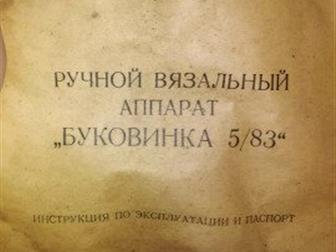 РУЧНОЙ ВЯЗАЛЬНЫЙ
АППАРАТ
„БУКОВИНКА 5/83“
ИНСТРУКЦИЯ ПО ЭКСПЛУАТАЦИИ И ПАСПОРТ